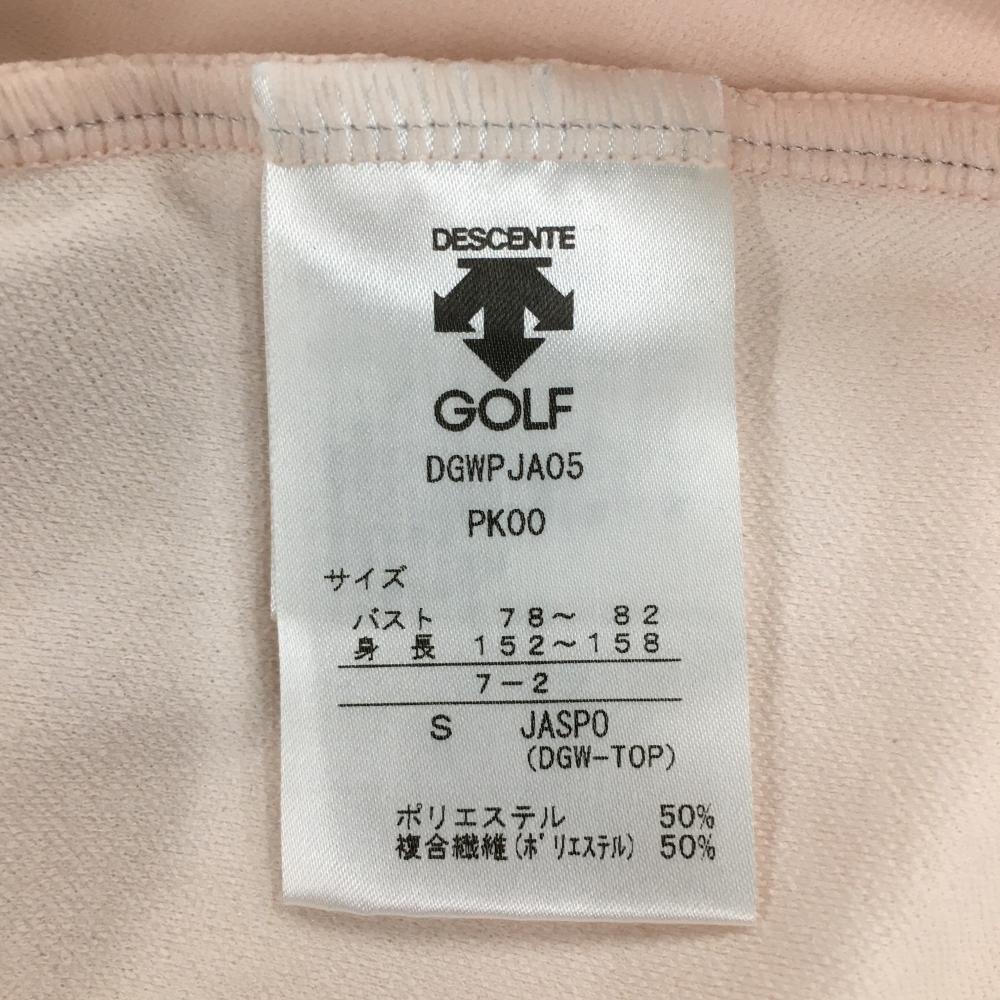 DESCENTE
GOLF
DGWPJA05
PK00
サイズ
バスト 78～ 82
身 長 152～158
7－2
S JASPO
(DGW-TOP)
ポリエステル 50%
複合繊維(ポリエステル) 50%